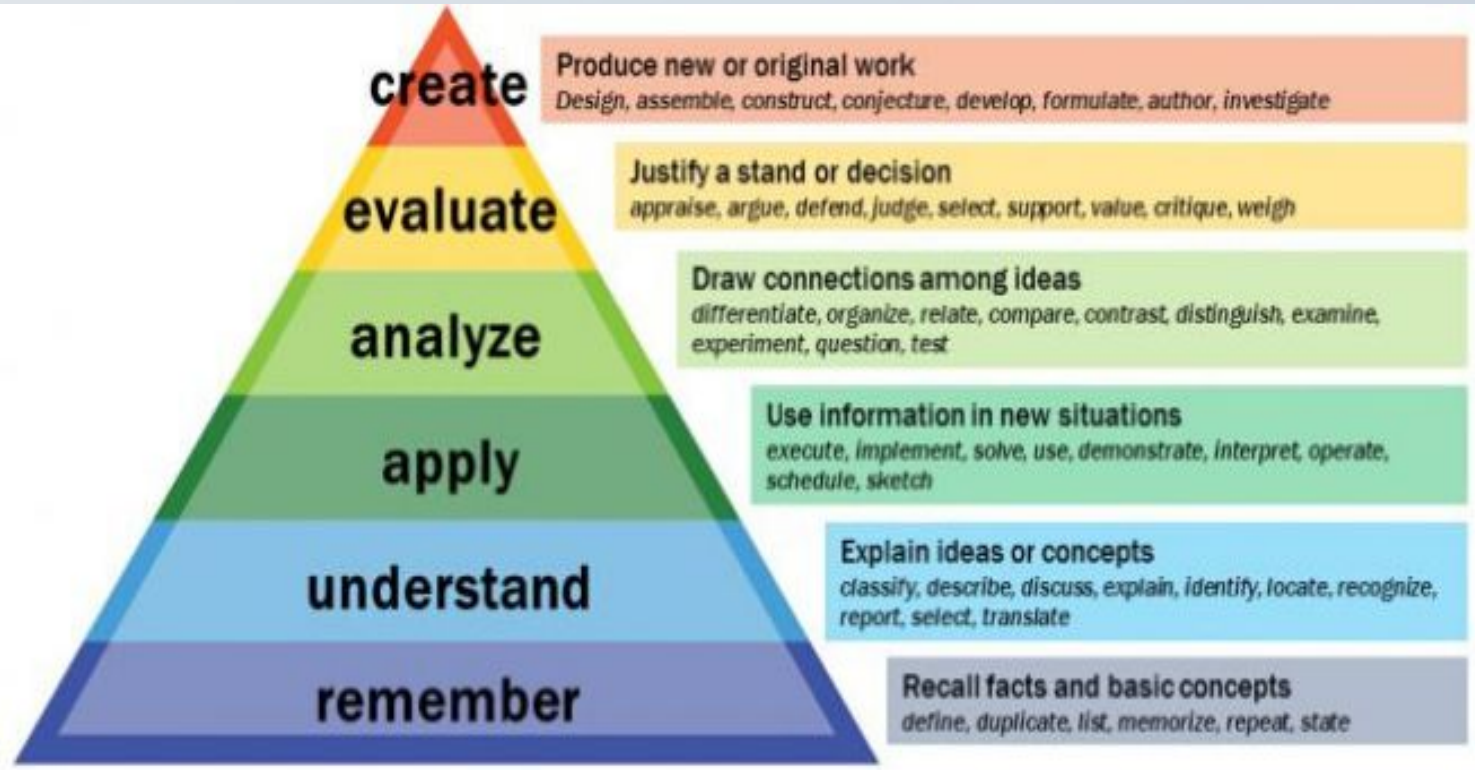 create
Produce new or original work
Design, assemble, construct, conjecture, develop, formulate, author, investigate
evaluate
Justify a stand or decision
appraise, argue, defend, judge, select, support, value, critique, weigh
analyze
Draw connections among ideas
differentiate, organize, relate, compare, contrast, distinguish, examine,
experiment, question, test
apply
Use information in new situations
execute, implement, solve, use, demonstrate, interpret, operate,
schedule, sketch
understand
Explain ideas or concepts
classify, describe, discuss, explain, identify, locate, recognize,
report, select, translate
remember
Recall facts and basic concepts
define, duplicate, list, memorize, repeat, state